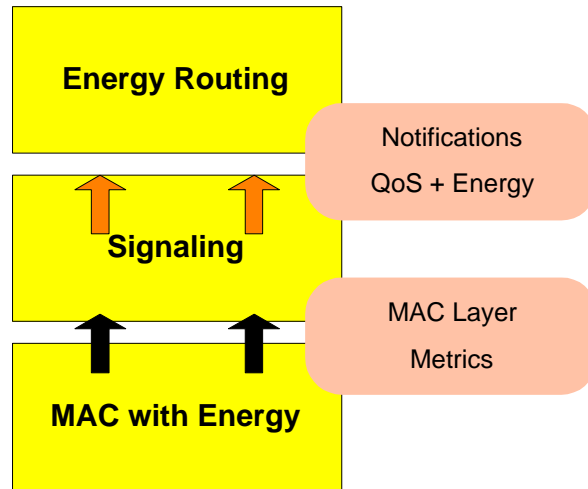 Energy Routing
Notifications
QoS + Energy
Signaling
MAC Layer
Metrics
MAC with Energy